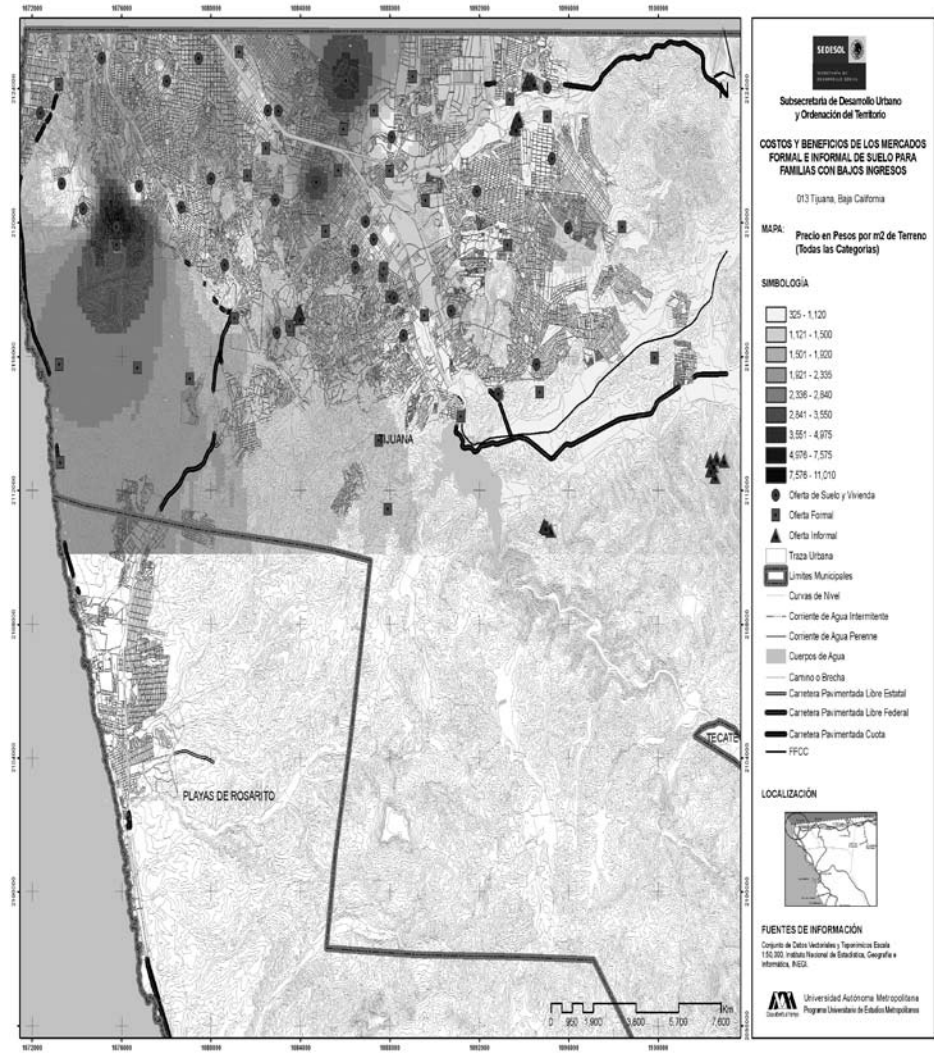 SEDESOL
Subsecretaría de Desarrollo Urbano
y Ordenación del Territorio
COSTOS Y BENEFICIOS DE LOS MERCADOS
FORMAL E INFORMAL DE SUELO PARA
FAMILIAS CON BAJOS INGRESOS
013 Tijuana, Baja California
MAPA: Precio en Pesos por m2 de Terreno
(Todas las Categorías)
SIMBOLOGÍA
325 - 1,120
1,121 - 1,500
1,501 - 1,920
1,921 - 2,335
2,336 - 2,840
2,841 - 3,550
3,551 - 4,975
4,976 - 7,575
7,576 - 11,010
Oferta de Suelo y Vivienda
Oferta Formal
Oferta Informal
Traza Urbana
Límites Municipales
Curvas de Nivel
Corriente de Agua Intermitente
Corriente de Agua Perenne
Cuerpos de Agua
Camino o Brecha
Carretera Pavimentada Libre Estatal
Carretera Pavimentada Libre Federal
Carretera Pavimentada Cuota
FFCC
LOCALIZACIÓN
FUENTES DE INFORMACIÓN
Conjunto de Datos Vectoriales y Toponímicos Escala
1:50,000. Instituto Nacional de Estadística, Geografía e
Informática, INEGI.
Universidad Autónoma Metropolitana
Programa Universitario de Estudios Metropolitanos
TIJUANA
TECATE
PLAYAS DE ROSARITO
N
0 950 1,900 3,800 5,700 7,600
Km